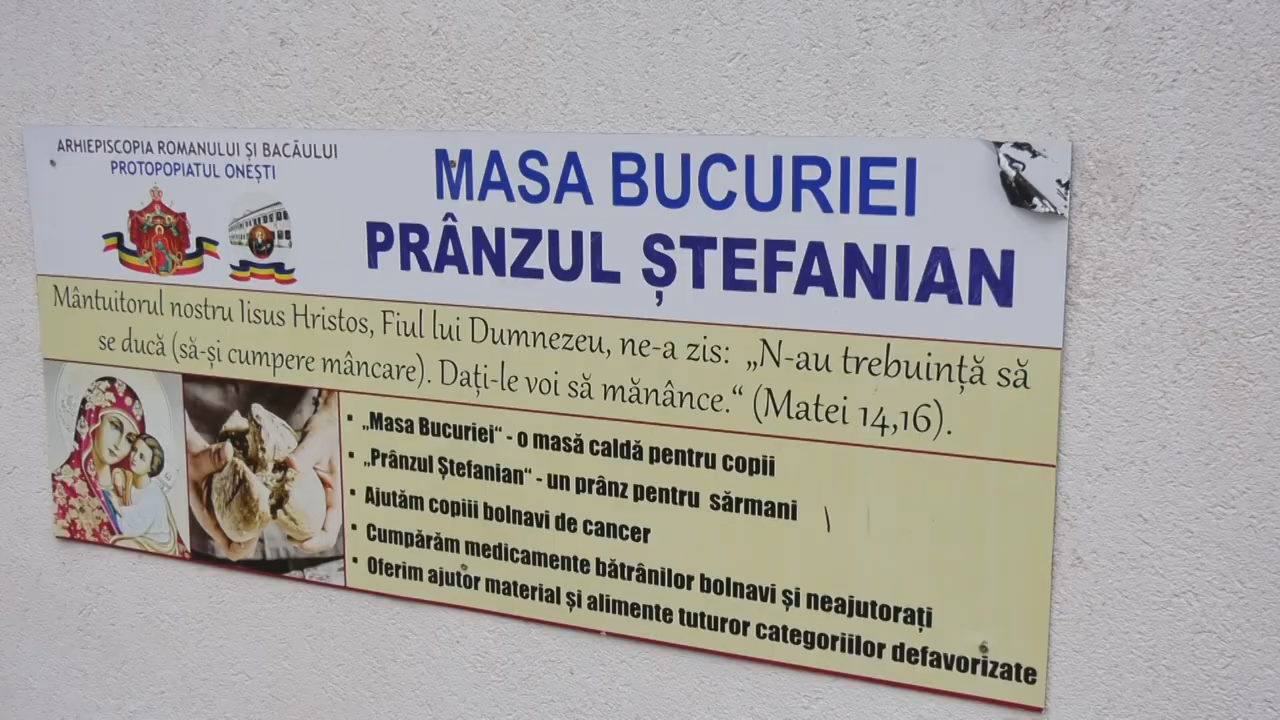 ARHIEPISCOPIA ROMANULUI ȘI BACĂULUI
PROTOPOPIATUL ONEȘTI
MASA BUCURIEI
PRÂNZUL ȘTEFANIAN
Mântuitorul nostru Iisus Hristos, Fiul lui Dumnezeu, ne-a zis: „N-au trebuință să
se ducă (să-și cumpere mâncare). Dați-le voi să mănânce.“ (Matei 14,16).
▪ „Masa Bucuriei“ - o masă caldă pentru copii
▪ „Prânzul Ștefanian“ - un prânz pentru sărmani
▪ Ajutăm copiii bolnavi de cancer
▪ Cumpărăm medicamente bătrânilor bolnavi și neajutorați
▪ Oferim ajutor material și alimente tuturor categoriilor defavorizate